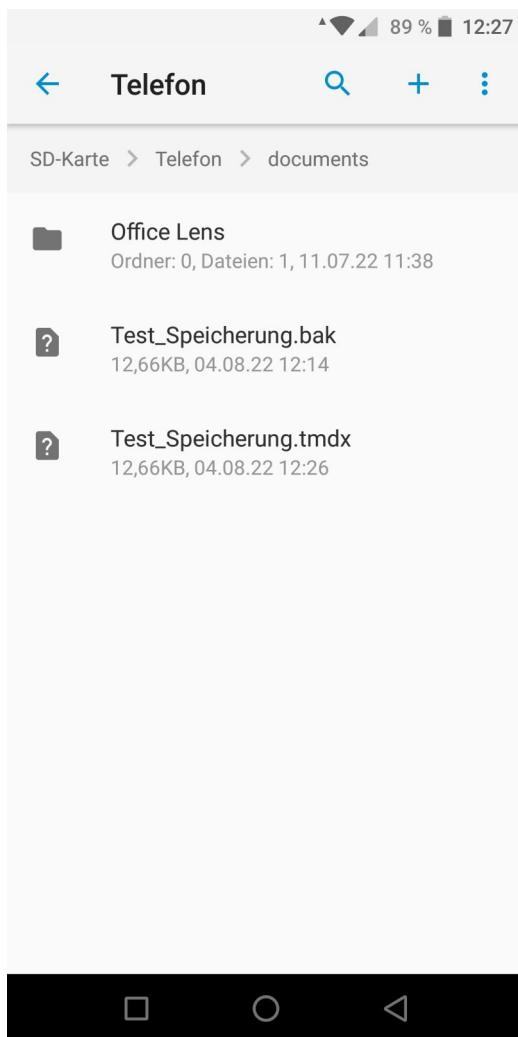 89 % 12:27
Telefon
SD-Karte > Telefon > documents
Office Lens
Ordner: 0, Dateien: 1, 11.07.22 11:38
Test_Speicherung.bak
12,66KB, 04.08.22 12:14
Test_Speicherung.tmdx
12,66KB, 04.08.22 12:26